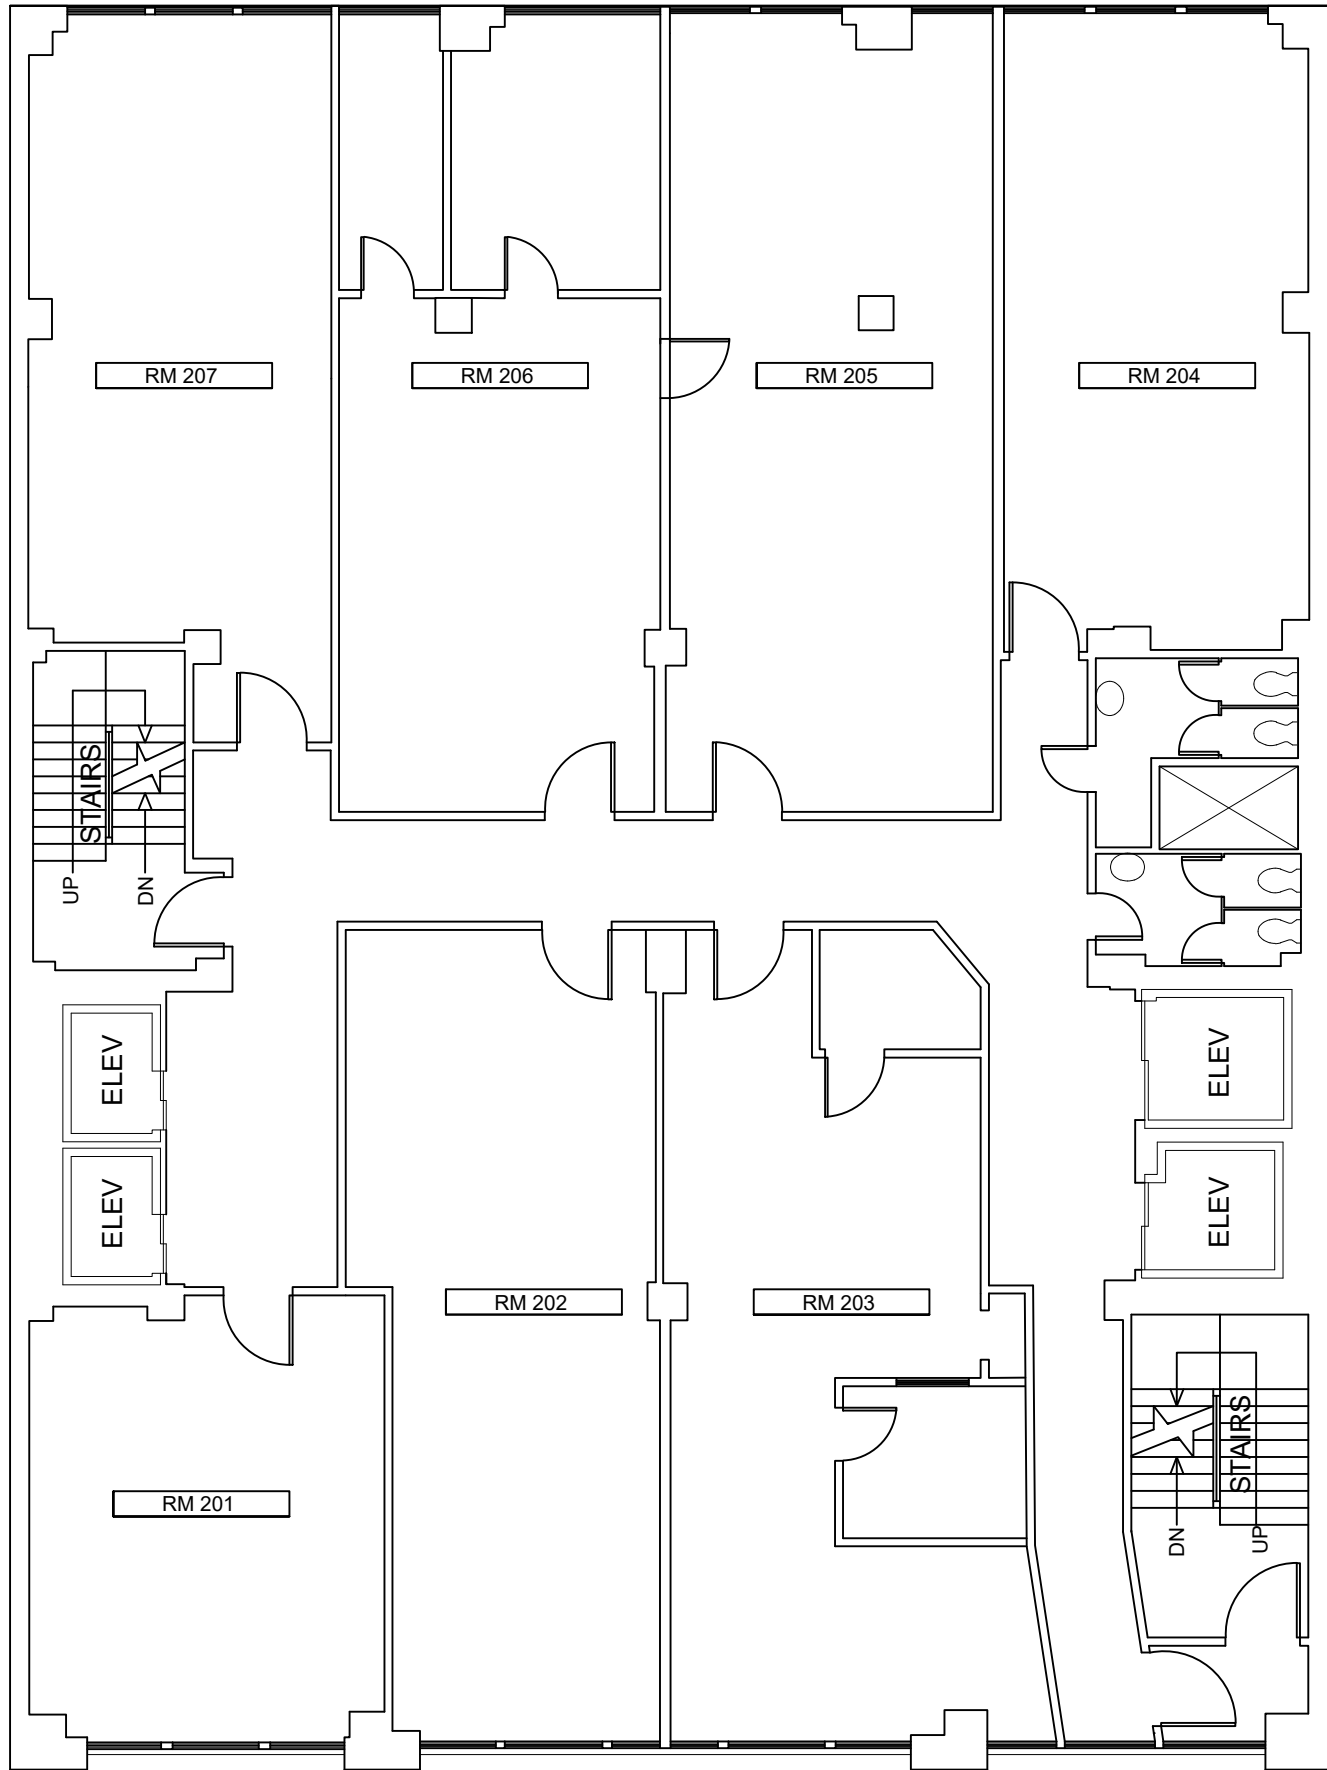 RM 207
RM 206
RM 205
RM 204
STAIRS
UP
DN
ELEV
ELEV
ELEV
ELEV
RM 202
RM 203
RM 201
STAIRS
DN
UP